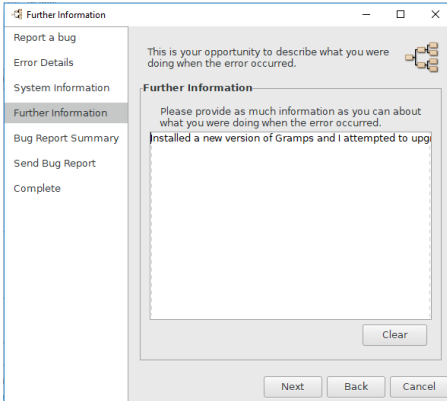 Further Information
Report a bug
Error Details
System Information
Further Information
Bug Report Summary
Send Bug Report
Complete
This is your opportunity to describe what you were
doing when the error occurred.
Further Information
Please provide as much information as you can about
what you were doing when the error occurred.
Installed a new version of Gramps and I attempted to
Clear
Next
Back
Cancel